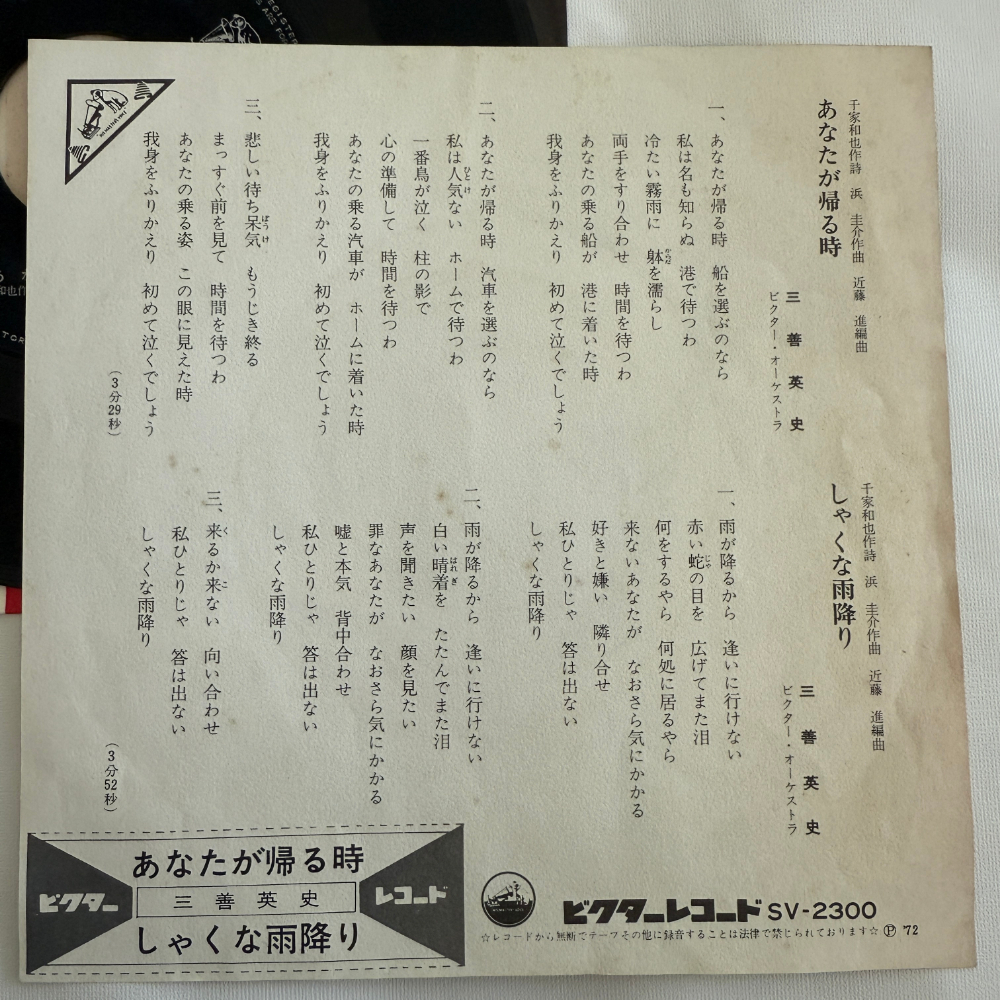 千家和也作詩 浜 圭介作曲 近藤 進編曲
あなたが帰る時
三善英史
ビクター・オーケストラ
一、あなたが帰る時 船を選ぶのなら
私は名も知らぬ 港で待つわ
冷たい霧雨に 躰を濡らし
からだ
両手をすり合わせ 時間を待つわ
あなたの乗る船が 港に着いた時
我身をふりかえり 初めて泣くでしょう
二、あなたが帰る時 汽車を選ぶのなら
私は人気ない ホームで待つわ
ひとけ
一番鳥が泣く 柱の影で
心の準備して 時間を待つわ
あなたの乗る汽車が ホームに着いた時
我身をふりかえり 初めて泣くでしょう
三、悲しい待ち呆気 もうじき終る
ぼうけ
まっすぐ前を見て 時間を待つわ
あなたの乗る姿 この眼に見えた時
我身をふりかえり 初めて泣くでしょう
(3分29秒)
千家和也作詩 浜 圭介作曲 近藤 進編曲
しゃくな雨降り
三善英史
ビクター・オーケストラ
一、雨が降るから 逢いに行けない
赤い蛇の目を 広げてまた泪
じゃ
何をするやら 何処に居るやら
来ないあなたが なおさら気にかかる
好きと嫌い 隣り合せ
私ひとりじゃ 答は出ない
しゃくな雨降り
二、雨が降るから 逢いに行けない
白い晴着を たたんでまた泪
はれぎ
声を聞きたい 顔を見たい
罪なあなたが なおさら気にかかる
嘘と本気 背中合わせ
私ひとりじゃ 答は出ない
しゃくな雨降り
三、来るか来ない 向い合わせ
く こ
私ひとりじゃ 答は出ない
しゃくな雨降り
(3分52秒)
あなたが帰る時
ビクター 三善英史 レコード
しゃくな雨降り
ビクターレコード SV-2300
☆レコードから無断でテープその他に録音することは法律で禁じられております☆ Ⓟ '72